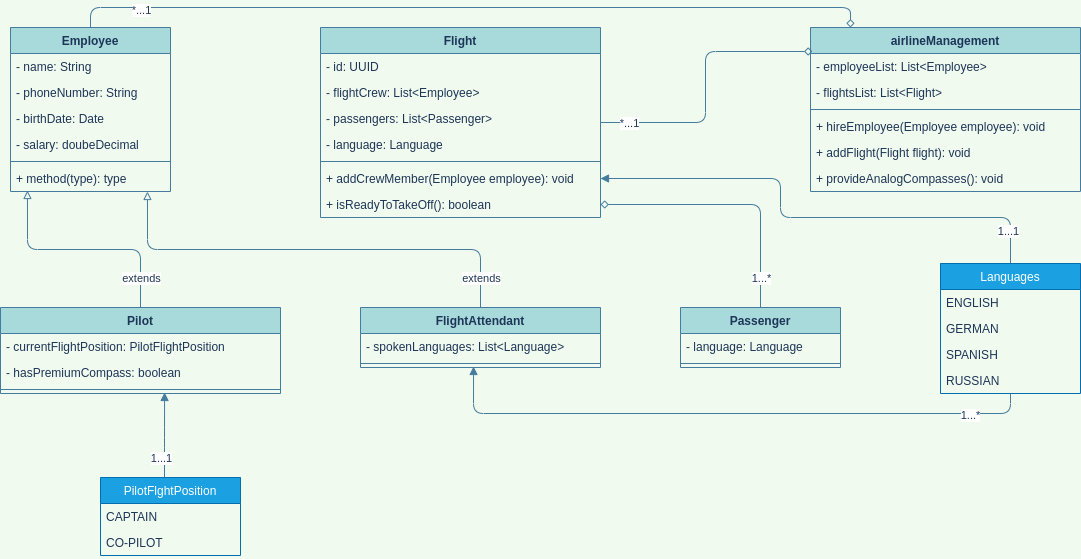 *...1
Employee
- name: String
- phoneNumber: String
- birthDate: Date
- salary: doubeDecimal
+ method(type): type
Flight
- id: UUID
- flightCrew: List<Employee>
- passengers: List<Passenger>
- language: Language
+ addCrewMember(Employee employee): void
+ isReadyToTakeOff(): boolean
*...1
airlineManagement
- employeeList: List<Employee>
- flightsList: List<Flight>
+ hireEmployee(Employee employee): void
+ addFlight(Flight flight): void
+ provideAnalogCompasses(): void
1...1
extends
extends
1...*
Languages
ENGLISH
GERMAN
SPANISH
RUSSIAN
Pilot
- currentFlightPosition: PilotFlightPosition
- hasPremiumCompass: boolean
FlightAttendant
- spokenLanguages: List<Language>
Passenger
- language: Language
1...*
1...1
PilotFlghtPosition
CAPTAIN
CO-PILOT